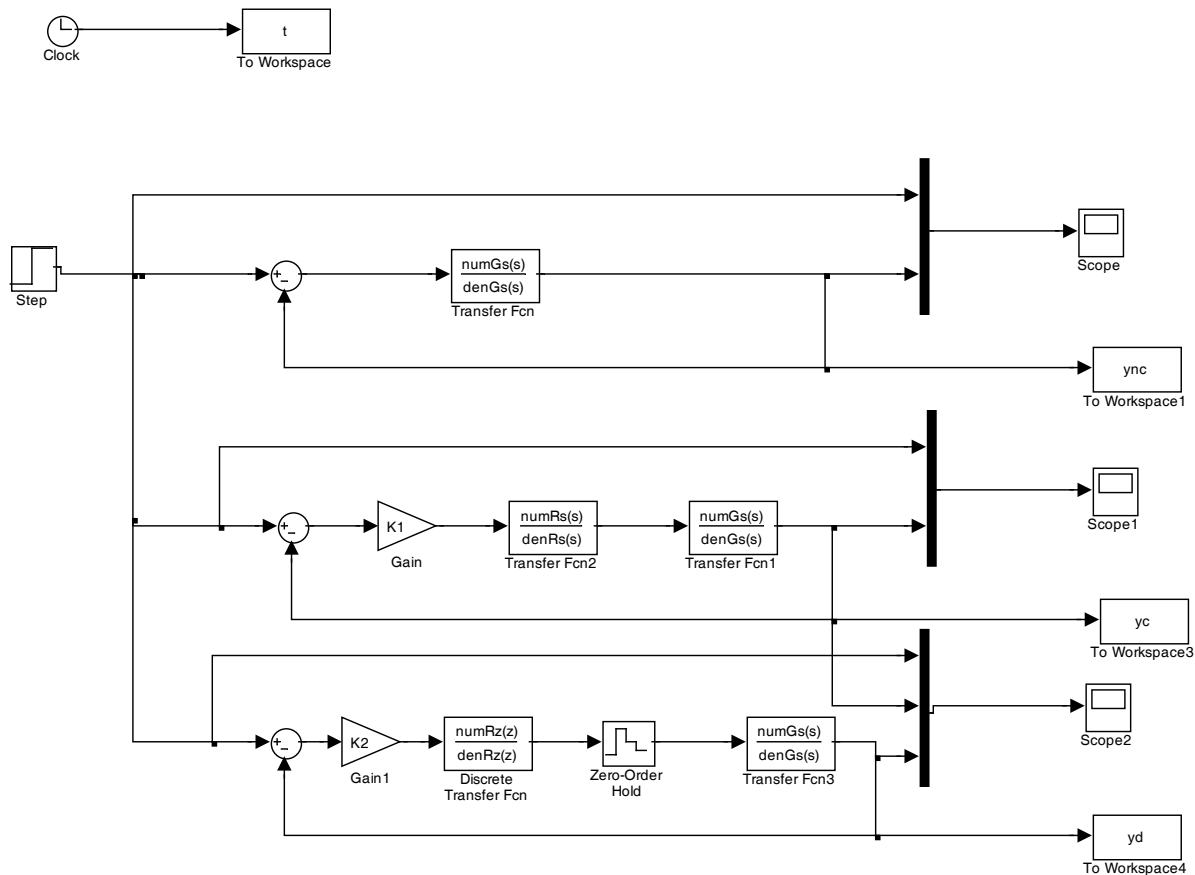 t
Clock
To Workspace
numGs(s)
denGs(s)
Transfer Fcn
Step
+
−
Scope
ync
To Workspace1
+
−
K1
Gain
numRs(s)
denRs(s)
Transfer Fcn2
numGs(s)
denGs(s)
Transfer Fcn1
Scope1
yc
To Workspace3
+
−
K2
Gain1
numRz(z)
denRz(z)
Discrete
Transfer Fcn
Zero-Order
Hold
numGs(s)
denGs(s)
Transfer Fcn3
Scope2
yd
To Workspace4